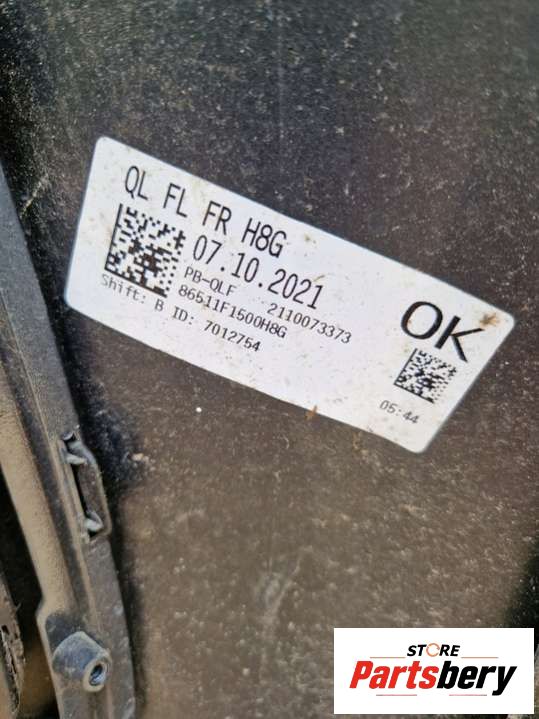 QL FL FR H8G
07.10.2021
PB-QLF 2110073373
86511F1500H8G
Shift: B ID: 7012754
OK
05:44
STORE
Partsbery